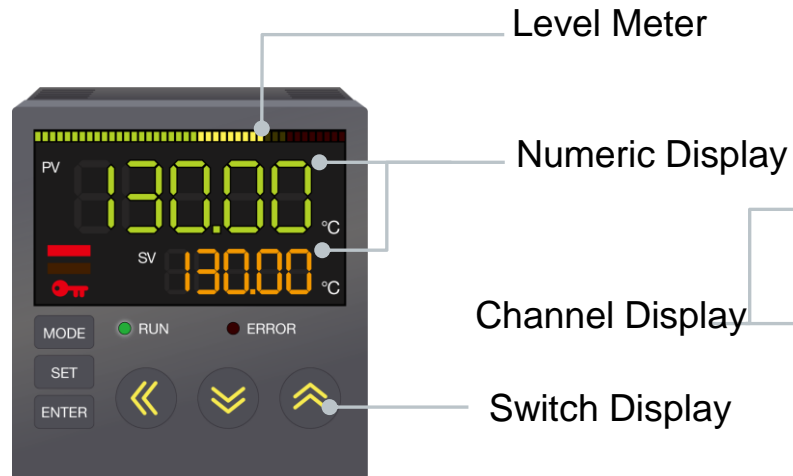 Level Meter
Numeric Display
PV
130.00
°C
SV
130.00
°C
Channel Display
MODE
RUN
ERROR
SET
ENTER
Switch Display